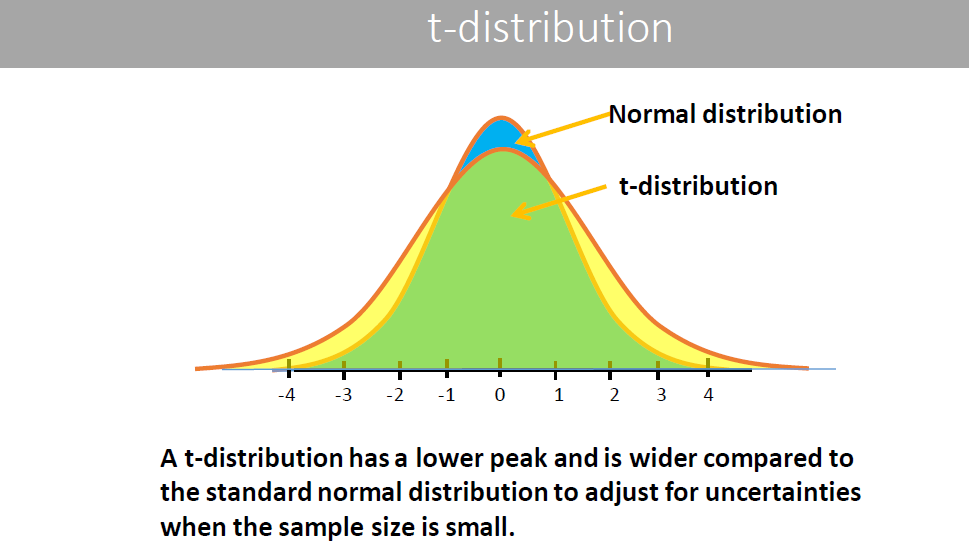 t-distribution
Normal distribution
t-distribution
-4 -3 -2 -1 0 1 2 3 4
A t-distribution has a lower peak and is wider compared to
the standard normal distribution to adjust for uncertainties
when the sample size is small.